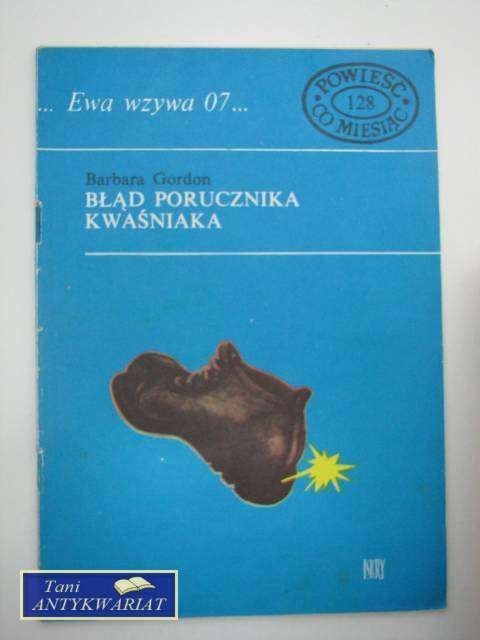 ... Ewa wzywa 07...
POWIEŚĆ
128
CO MIESIĄC
Barbara Gordon
BŁĄD PORUCZNIKA
KWAŚNIAKA
Tani
ANTYKWARIAT